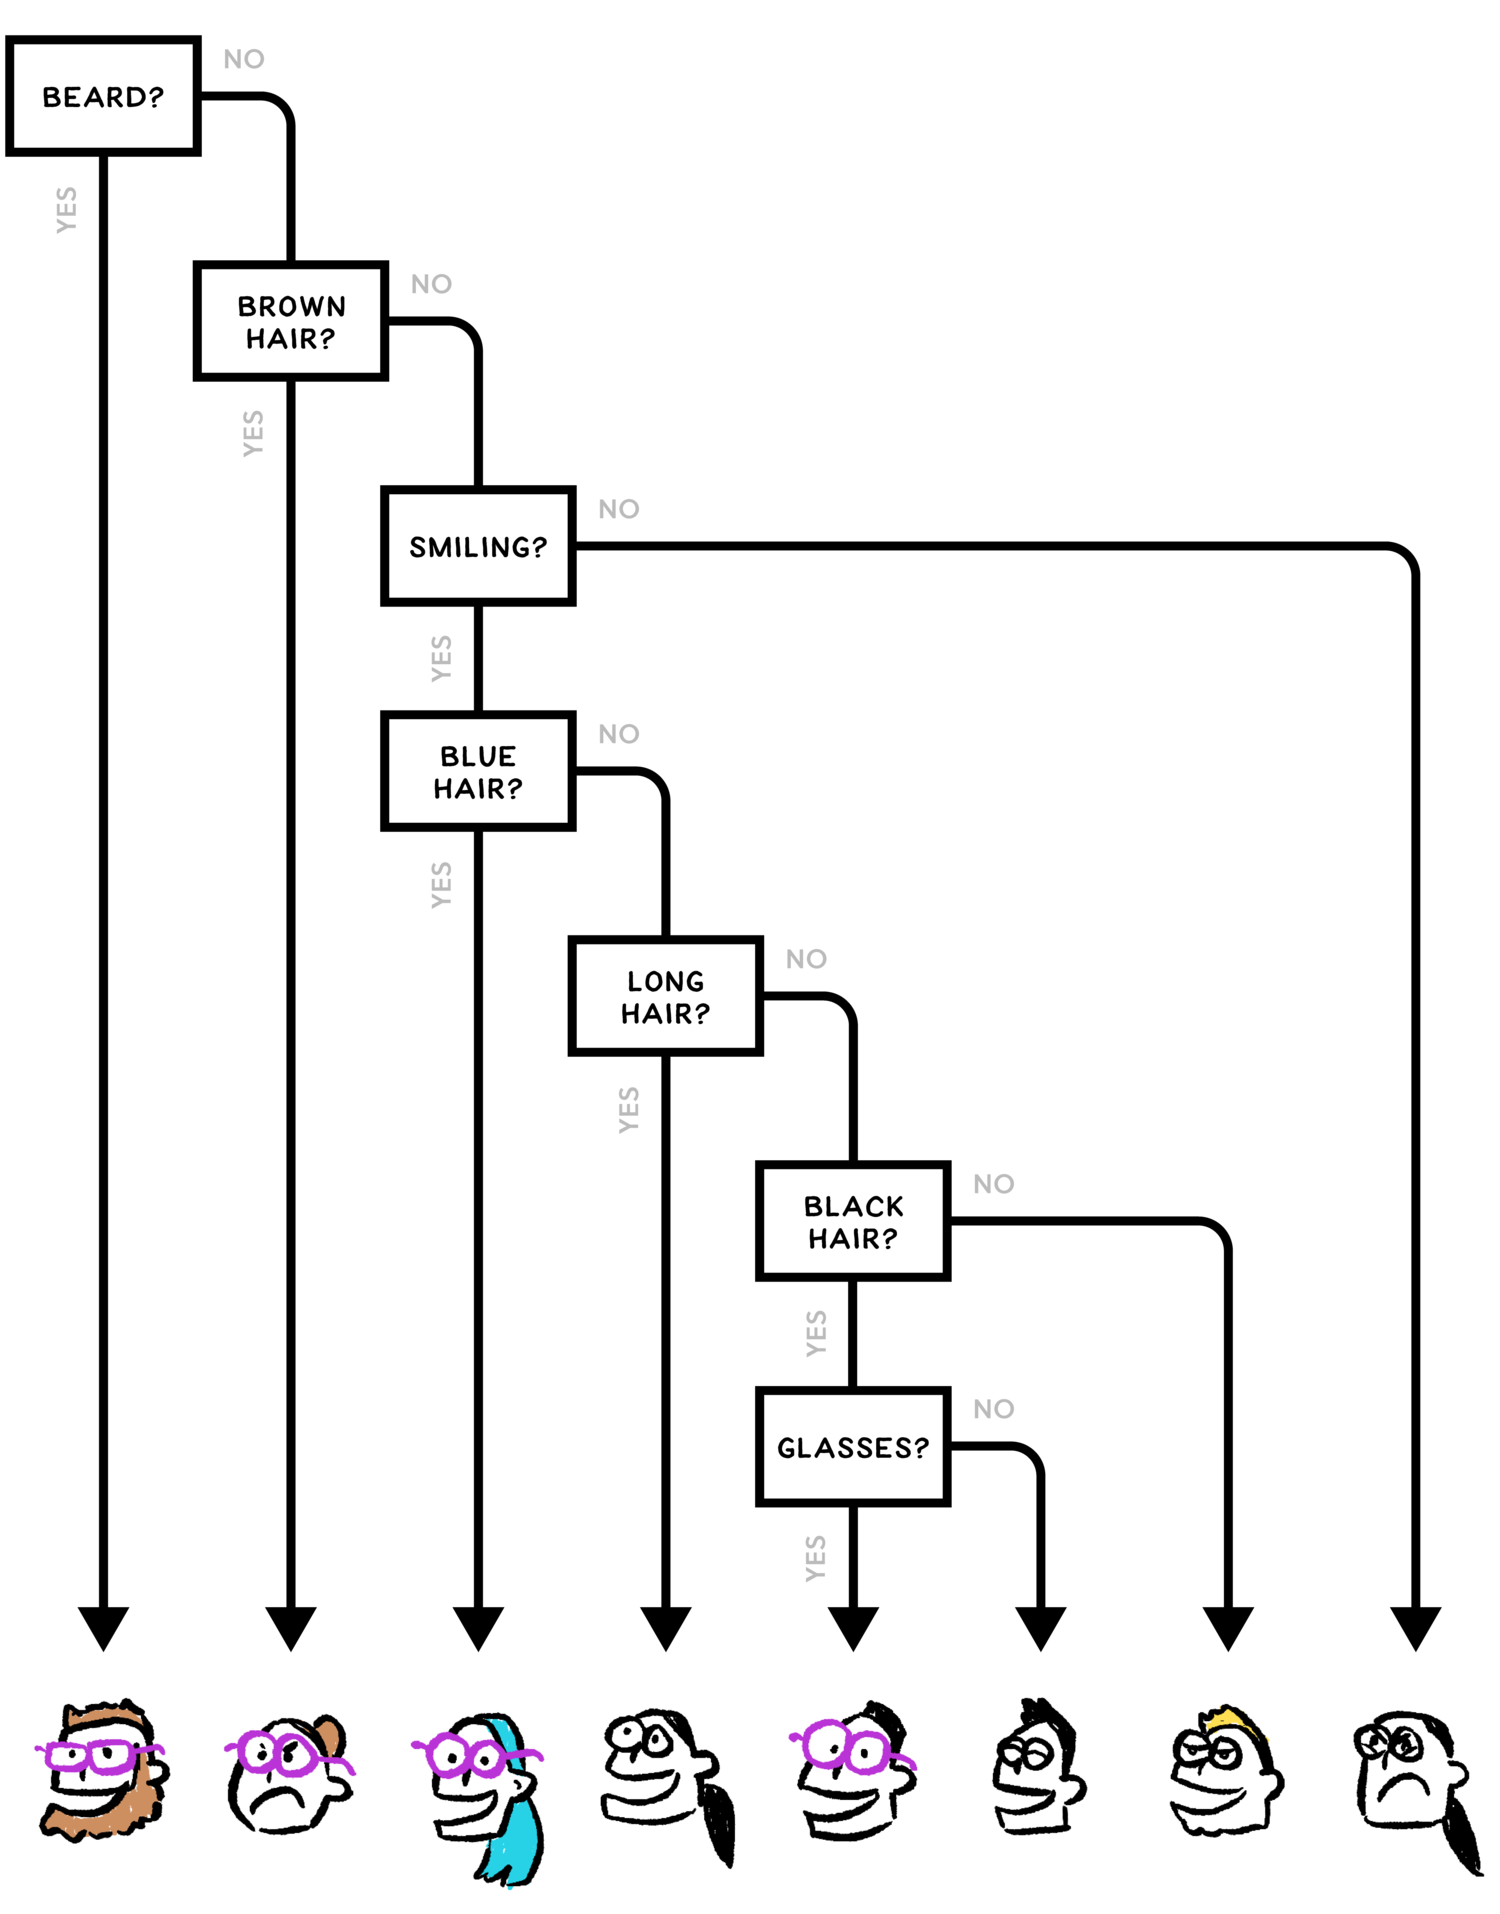 BEARD?
NO
YES
BROWN
HAIR?
NO
YES
SMILING?
NO
YES
BLUE
HAIR?
NO
YES
LONG
HAIR?
NO
YES
BLACK
HAIR?
NO
YES
GLASSES?
NO
YES